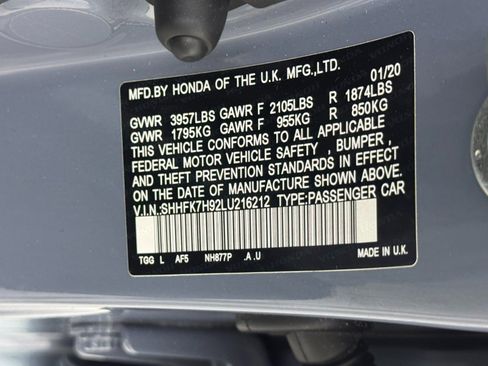 MFD.BY HONDA OF THE U.K. MFG.,LTD. 01/20
GVWR 3957LBS GAWR F 2105LBS R 1874LBS
GVWR 1795KG GAWR F 955KG R 850KG
THIS VEHICLE CONFORMS TO ALL APPLICABLE
FEDERAL MOTOR VEHICLE SAFETY , BUMPER ,
AND THEFT PREVENTION STANDARDS IN EFFECT
ON THE DATE OF MANUFACTURE SHOWN ABOVE.
V.I.N.:SHHFK7H92LU216212 TYPE:PASSENGER CAR
TGG L AF5 NH877P .A .U MADE IN U.K.